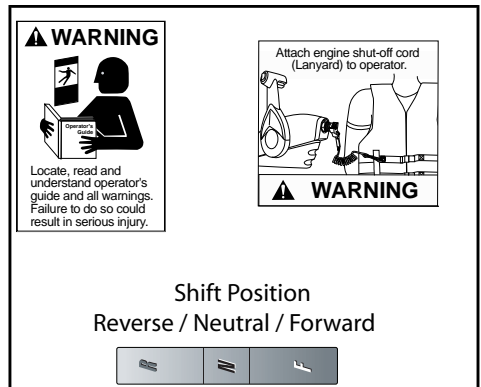 WARNING
Operator's
Guide
Locate, read and
understand operator's
guide and all warnings.
Failure to do so could
result in serious injury.
Attach engine shut-off cord
(Lanyard) to operator.
WARNING
Shift Position
Reverse / Neutral / Forward
R N F